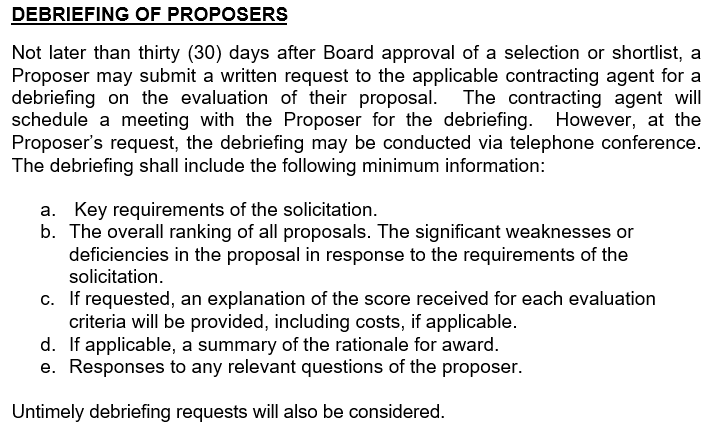 DEBRIEFING OF PROPOSERS
Not later than thirty (30) days after Board approval of a selection or shortlist, a
Proposer may submit a written request to the applicable contracting agent for a
debriefing on the evaluation of their proposal. The contracting agent will
schedule a meeting with the Proposer for the debriefing. However, at the
Proposer's request, the debriefing may be conducted via telephone conference.
The debriefing shall include the following minimum information:
a. Key requirements of the solicitation.
b. The overall ranking of all proposals. The significant weaknesses or
deficiencies in the proposal in response to the requirements of the
solicitation.
c. If requested, an explanation of the score received for each evaluation
criteria will be provided, including costs, if applicable.
d. If applicable, a summary of the rationale for award.
e. Responses to any relevant questions of the proposer.
Untimely debriefing requests will also be considered.